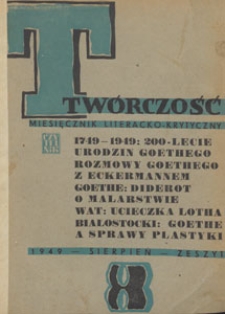 TWÓRCZOŚĆ
MIESIĘCZNIK LITERACKO-KRYTYCZNY
1749-1949: 200-LECIE
URODZIN GOETHEGO
ROZMOWY GOETHEGO
Z ECKERMANNEM
GOETHE: DIDEROT
O MALARSTWIE
WAT: UCIECZKA LOTHA
BIAŁOSTOCKI: GOETHE
A SPRAWY PLASTYKI
1949 - SIERPIEŃ ZESZYT
8